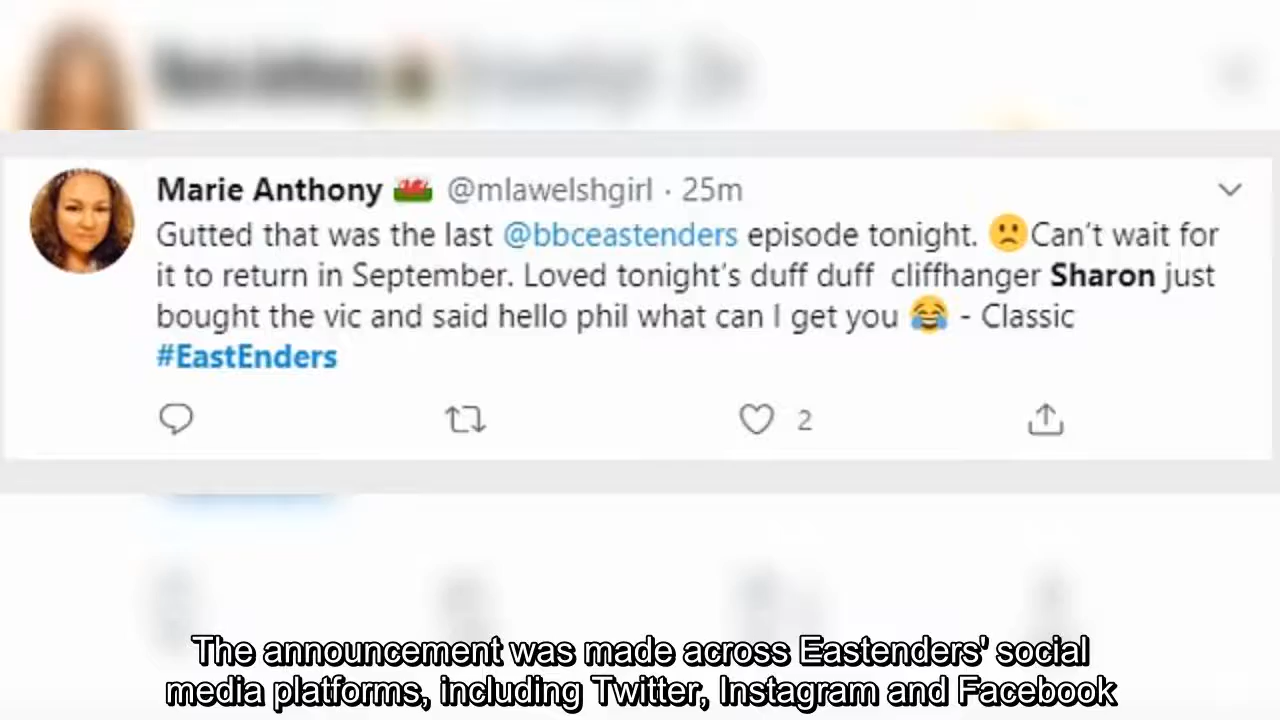 Marie Anthony @mlawelshgirl · 25m
Gutted that was the last @bbceastenders episode tonight. 🙁Can't wait for
it to return in September. Loved tonight's duff duff cliffhanger Sharon just
bought the vic and said hello phil what can I get you 😂 - Classic
#EastEnders
2
The announcement was made across Eastenders' social
media platforms, including Twitter, Instagram and Facebook